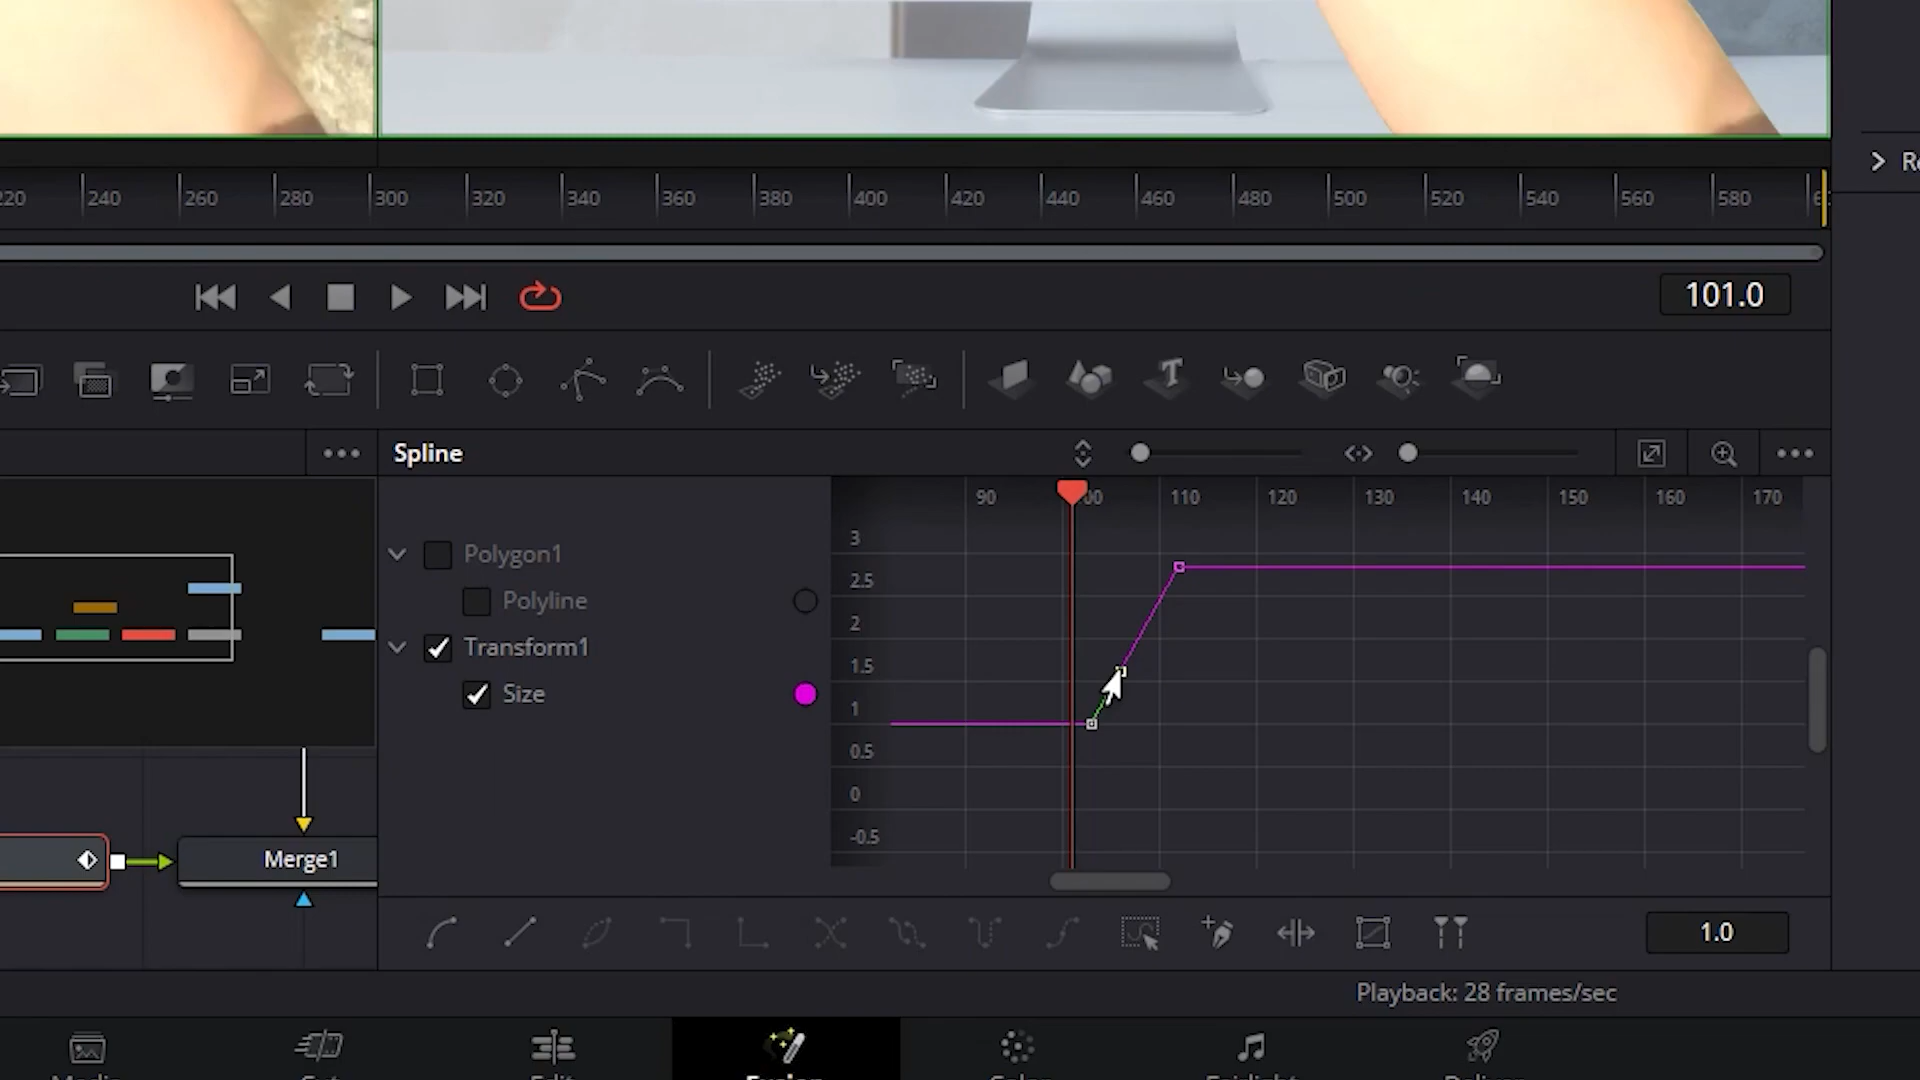 220 240 260 280 300 320 340 360 380 400 420 440 460 480 500 520 540 560 580
101.0
Spline
90 110 120 130 140 150 160 170
3
Polygon1
2.5
Polyline
2
Transform1
1.5
Size
1
0.5
0
-0.5
Merge1
1.0
Playback: 28 frames/sec
Fusion